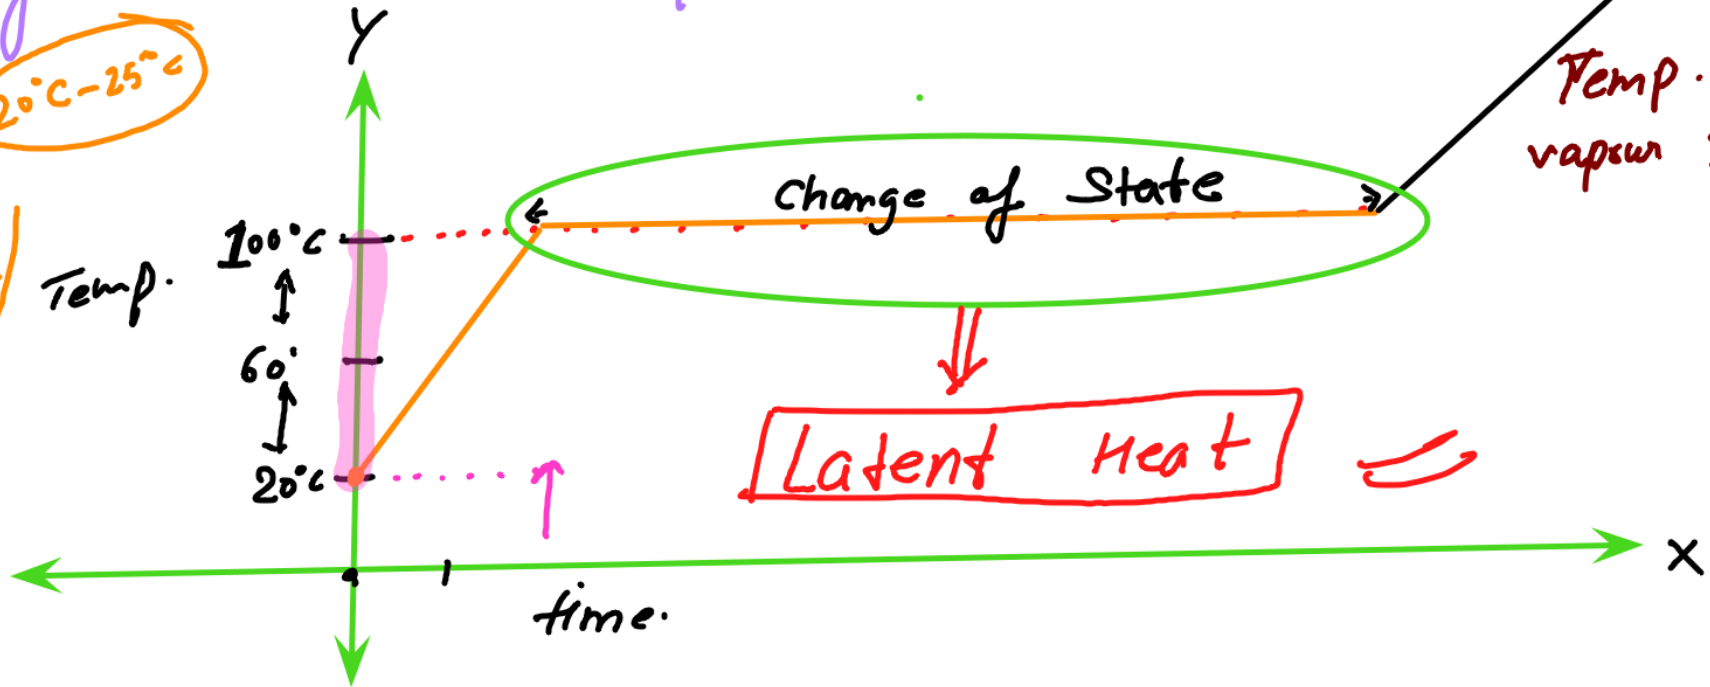 Y
20°C-25°C
Temp.
vapour
Change of State
100°C
Temp.
60°
20°C
Latent Heat
X
time.